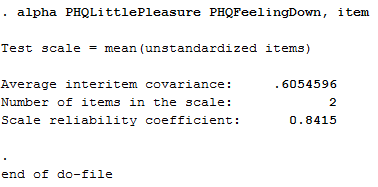 . alpha PHQLittlePleasure PHQFeelingDown, item
Test scale = mean(unstandardized items)
Average interitem covariance: .6054596
Number of items in the scale: 2
Scale reliability coefficient: 0.8415
.
end of do-file